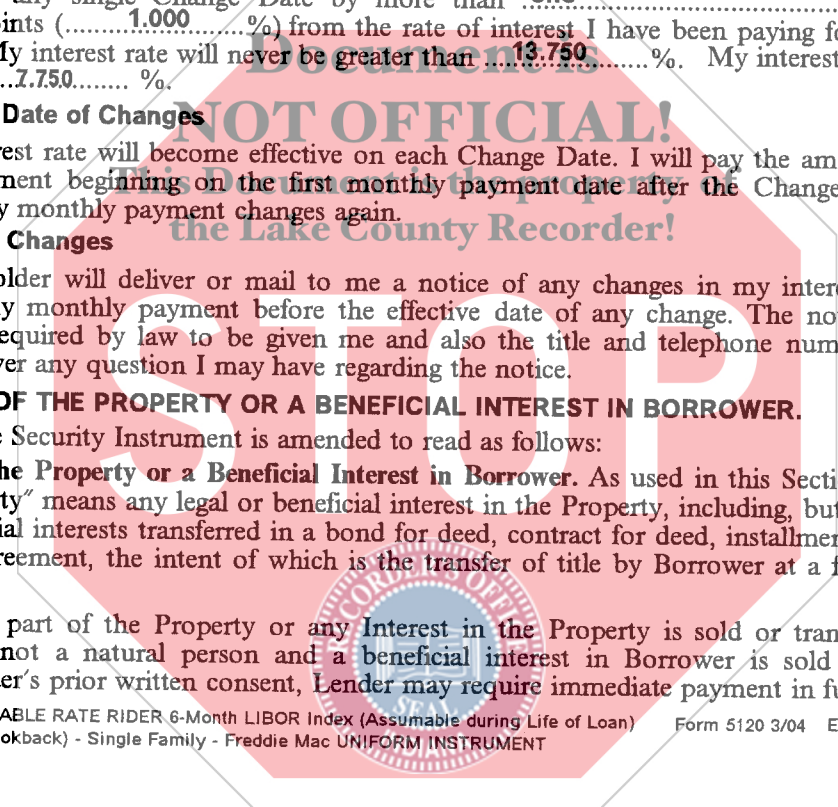 any single Change Date by more than
ints (........1.000........%) from the rate of interest I have been paying fo
My interest rate will never be greater than .....13.750..........%. My interest
..7.750........ %.
Document is
Date of Changes
NOT OFFICIAL!
rest rate will become effective on each Change Date. I will pay the am
ment beginning on the first monthly payment date after the Change
This Document is the property of
y monthly payment changes again.
the Lake County Recorder!
Changes
older will deliver or mail to me a notice of any changes in my inter
y monthly payment before the effective date of any change. The no
equired by law to be given me and also the title and telephone num
er any question I may have regarding the notice.
STOP
OF THE PROPERTY OR A BENEFICIAL INTEREST IN BORROWER.
e Security Instrument is amended to read as follows:
he Property or a Beneficial Interest in Borrower. As used in this Secti
ty" means any legal or beneficial interest in the Property, including, but
ial interests transferred in a bond for deed, contract for deed, installmen
reement, the intent of which is the transfer of title by Borrower at a f
part of the Property or any Interest in the Property is sold or tran
not a natural person and a beneficial interest in Borrower is sold
er's prior written consent, Lender may require immediate payment in fu
RECORDER'S OFFICE
SEAL
INDIANA
ABLE RATE RIDER 6-Month LIBOR Index (Assumable during Life of Loan) Form 5120 3/04 E
okback) - Single Family - Freddie Mac UNIFORM INSTRUMENT